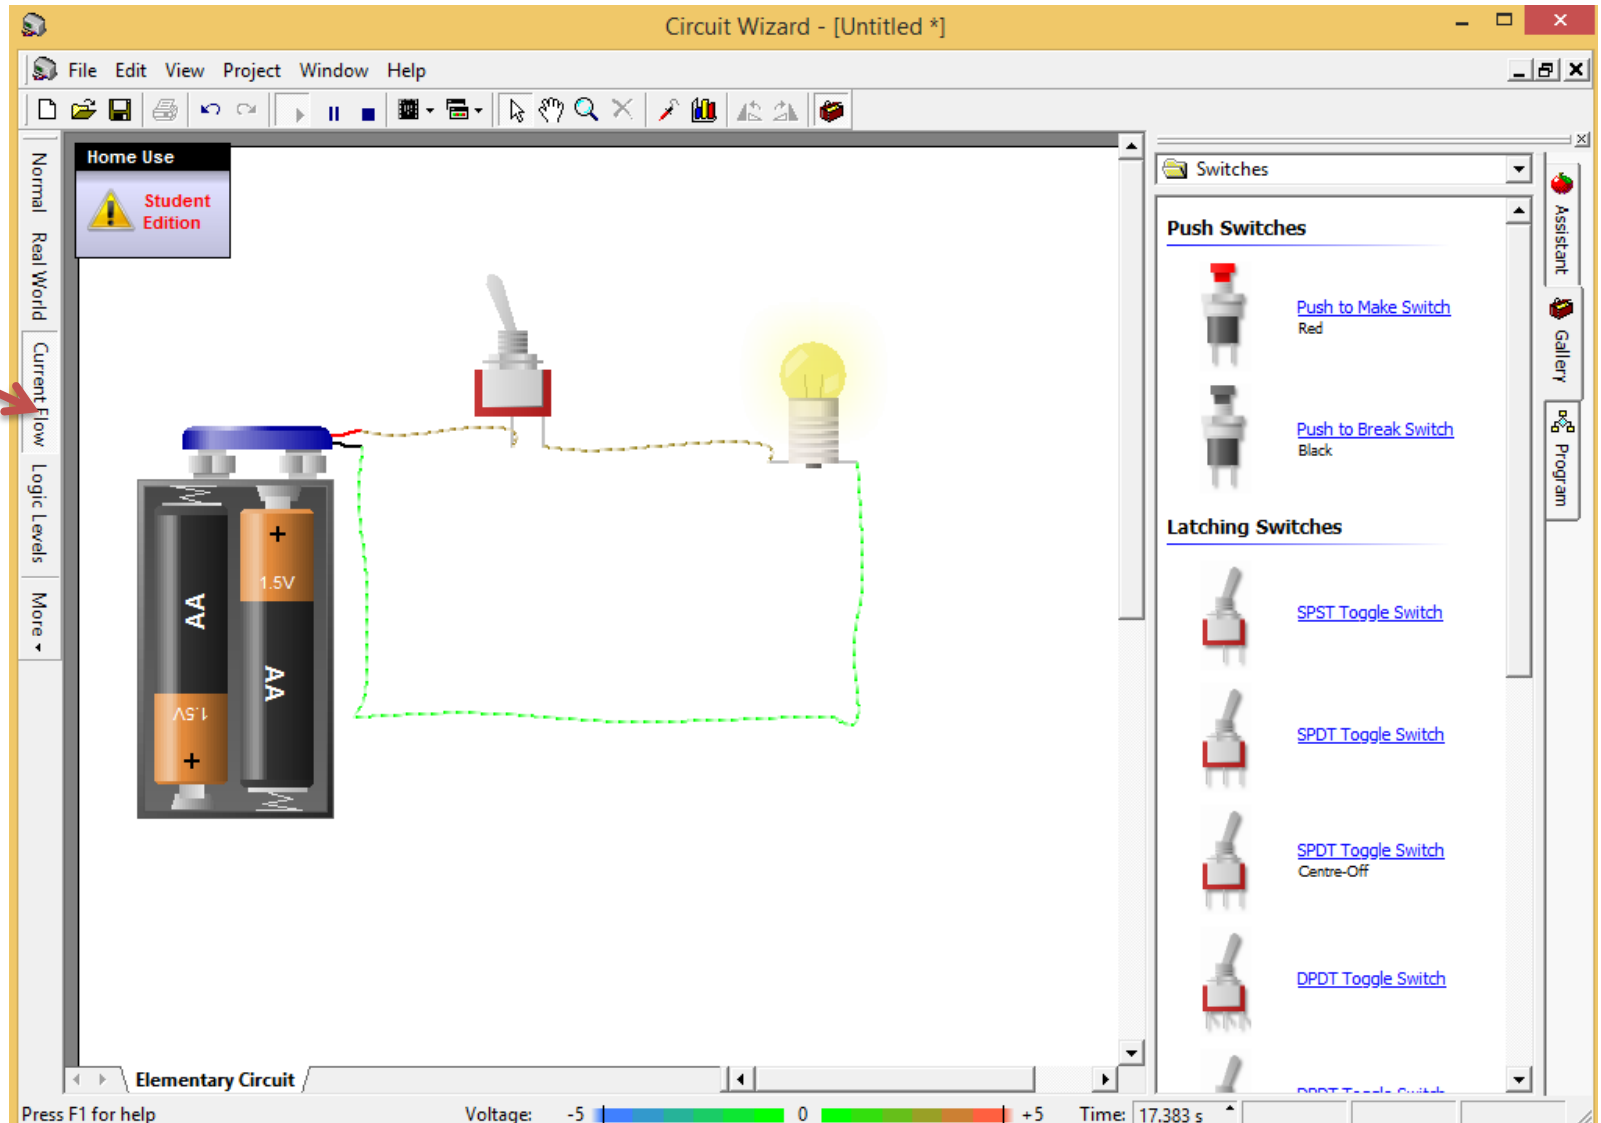 Circuit Wizard - [Untitled *]
File Edit View Project Window Help
Normal
Real World
Current Flow
Logic Levels
More
Home Use
Student
Edition
AA
1.5V
+
+
1.5V
AA
Elementary Circuit
Switches
Push Switches
Push to Make Switch
Red
Push to Break Switch
Black
Latching Switches
SPST Toggle Switch
SPDT Toggle Switch
SPDT Toggle Switch
Centre-Off
DPDT Toggle Switch
DPDT Toggle Switch
Assistant
Gallery
Program
Press F1 for help
Voltage: -5 0 +5
Time: 17.383 s